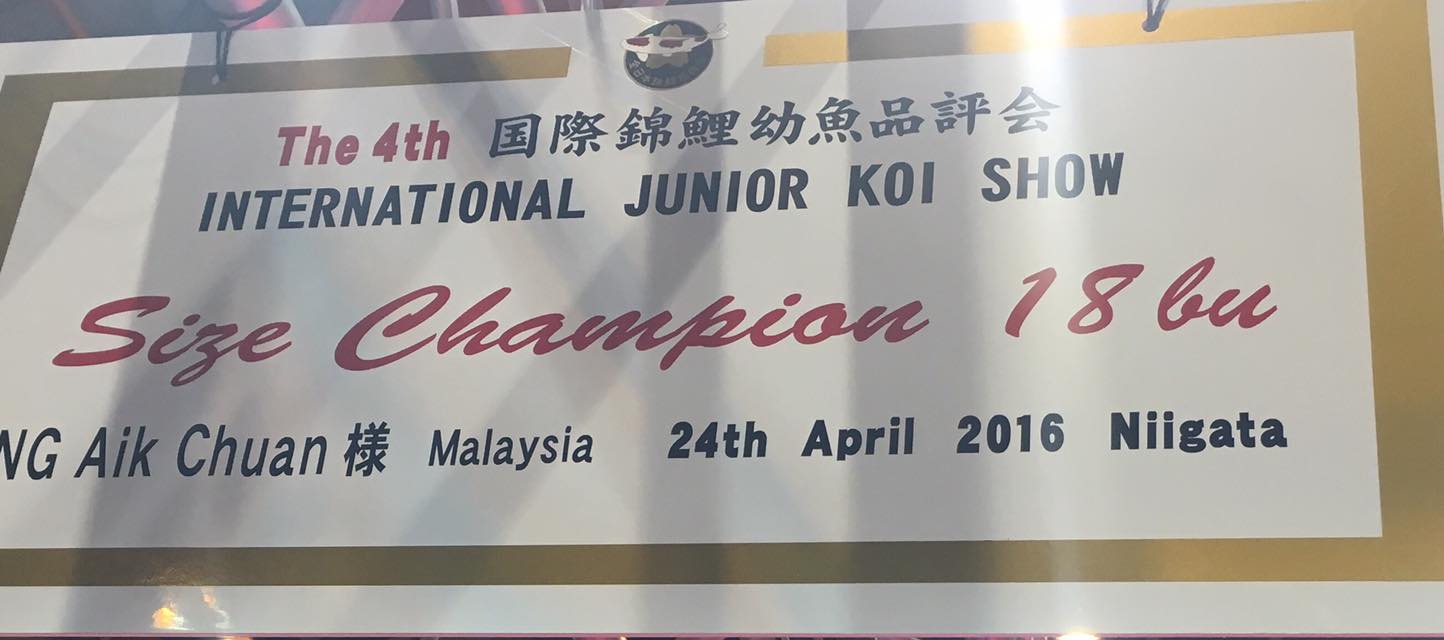 The 4th 国際錦鯉幼魚品評会
INTERNATIONAL JUNIOR KOI SHOW
Size Champion 18 bu
NG Aik Chuan 様 Malaysia 24th April 2016 Niigata